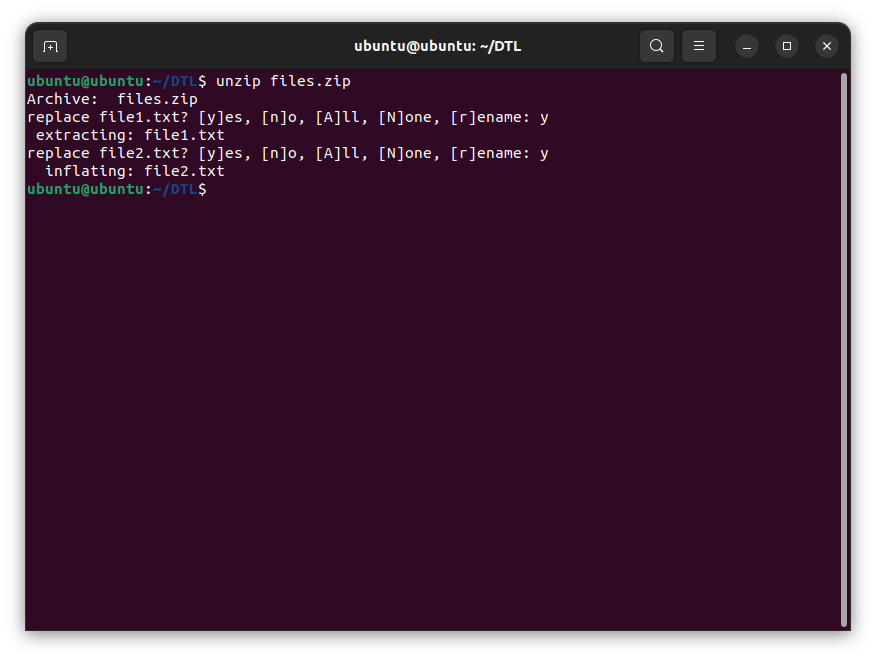 ubuntu@ubuntu: ~/DTL
ubuntu@ubuntu:~/DTL$ unzip files.zip
Archive:  files.zip
replace file1.txt? [y]es, [n]o, [A]ll, [N]one, [r]ename: y
 extracting: file1.txt
replace file2.txt? [y]es, [n]o, [A]ll, [N]one, [r]ename: y
  inflating: file2.txt
ubuntu@ubuntu:~/DTL$